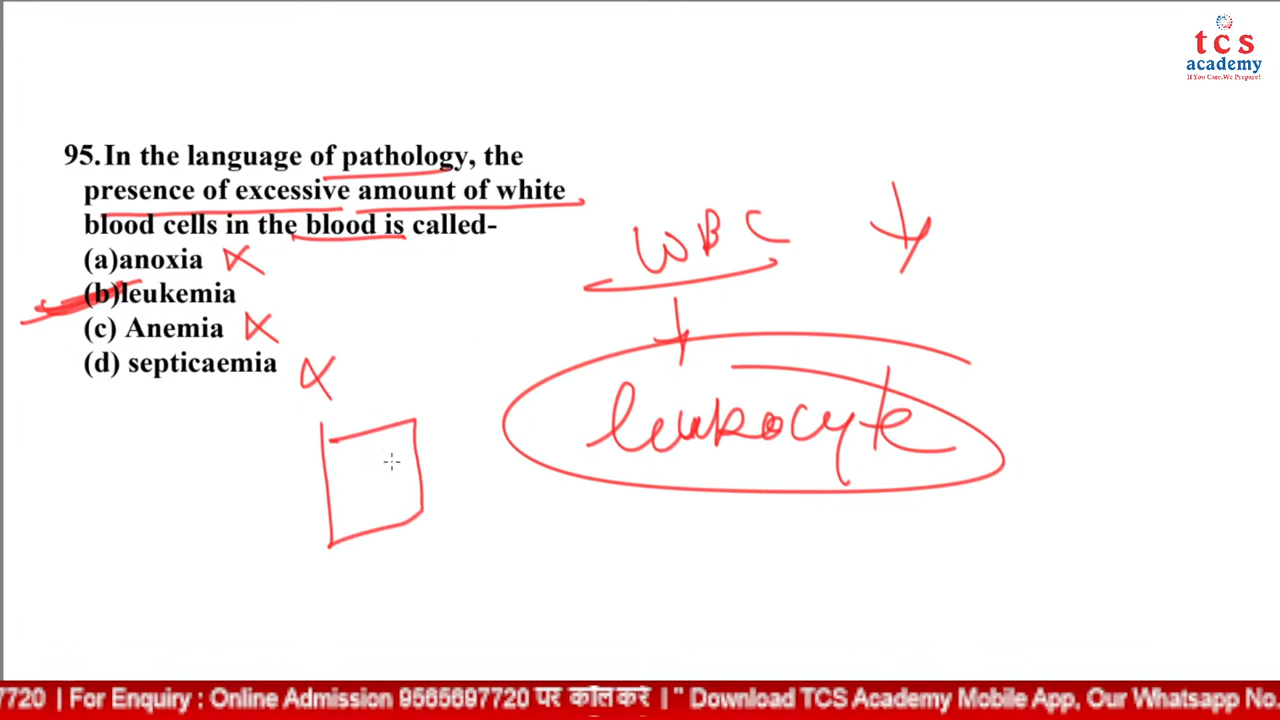 tcs
academy
If You Care,We Prepare!
95.In the language of pathology, the
presence of excessive amount of white
blood cells in the blood is called-
(a)anoxia
(b)leukemia
(c) Anemia
(d) septicaemia
WBC
leukocyte
7720 | For Enquiry : Online Admission 9565697720 पर कॉल करें | " Download TCS Academy Mobile App, Our Whatsapp No.